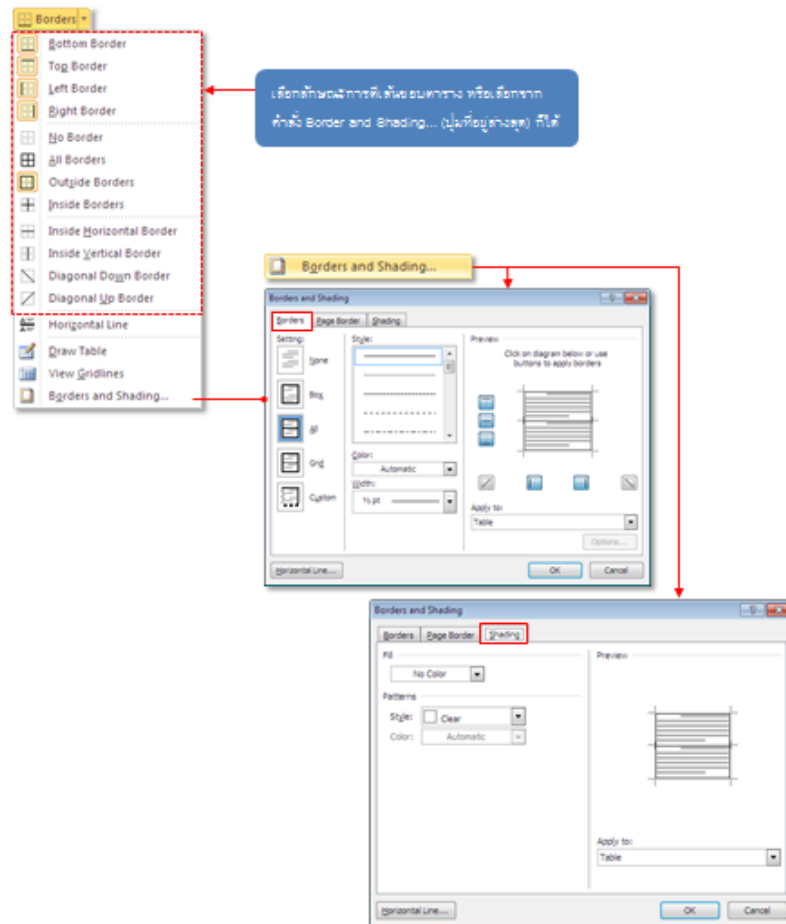 Borders
Bottom Border
Top Border
Left Border
Right Border
No Border
All Borders
Outside Borders
Inside Borders
Inside Horizontal Border
Inside Vertical Border
Diagonal Down Border
Diagonal Up Border
Horizontal Line
Draw Table
View Gridlines
Borders and Shading...
เลือกลักษณะการตีเส้นขอบตาราง หรือเลือกจาก
คำสั่ง Border and Shading... (ปุ่มที่อยู่ล่างสุด) ก็ได้
Borders and Shading...
Borders and Shading
Borders Page Border Shading
Setting:
None
Box
All
Grid
Custom
Style:
Color:
Automatic
Width:
½ pt
Preview
Click on diagram below or use
buttons to apply borders
Apply to:
Table
Options...
Horizontal Line...
OK Cancel
Borders and Shading
Borders Page Border Shading
Fill
No Color
Patterns
Style: Clear
Color: Automatic
Preview
Apply to:
Table
Horizontal Line...
OK Cancel